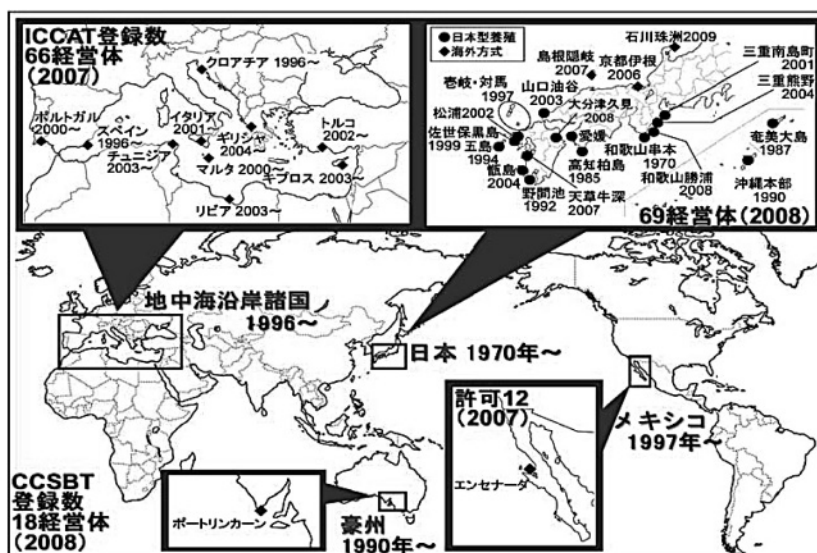 ICCAT登録数
66経営体
(2007)
クロアチア 1996～
ポルトガル
2000～
スペイン
1996～
チュニジア
2003～
イタリア
2001～
ギリシャ
2004～
マルタ 2000～
トルコ
2002～
キプロス 2003～
リビア 2003～
●日本型養殖
◆海外方式
石川珠洲2009
島根隠岐
2007
京都伊根
2006
三重南島町
2001
三重熊野
2004
壱岐・対馬
1997
山口油谷
2003
大分津久見
2008
松浦2002
佐世保黒島
1999
五島
1994
愛媛
高知柏島
1985
和歌山串本
1970
和歌山勝浦
2008
奄美大島
1987
沖縄本部
1990
甑島
2004
野間池
1992
天草牛深
2007
69経営体(2008)
地中海沿岸諸国
1996～
日本 1970年～
許可12
(2007)
エンセナーダ
メキシコ
1997年～
CCSBT
登録数
18経営体
(2008)
ポートリンカーン
豪州
1990年～